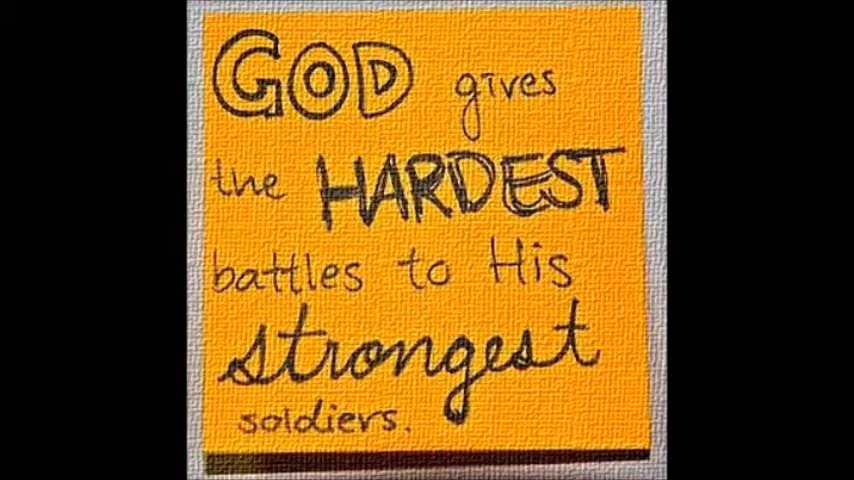 GOD gives
the HARDEST
battles to His
strongest
soldiers.